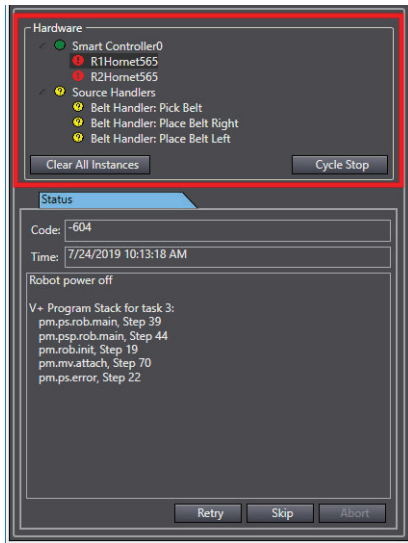 Hardware
Smart Controller0
R1Hornet565
R2Hornet565
Source Handlers
Belt Handler: Pick Belt
Belt Handler: Place Belt Right
Belt Handler: Place Belt Left
Clear All Instances Cycle Stop
Status
Code: -604
Time: 7/24/2019 10:13:18 AM
Robot power off
V+ Program Stack for task 3:
pm.ps.rob.main, Step 39
pm.psp.rob.main, Step 44
pm.rob.init, Step 19
pm.mv.attach, Step 70
pm.ps.error, Step 22
Retry Skip Abort